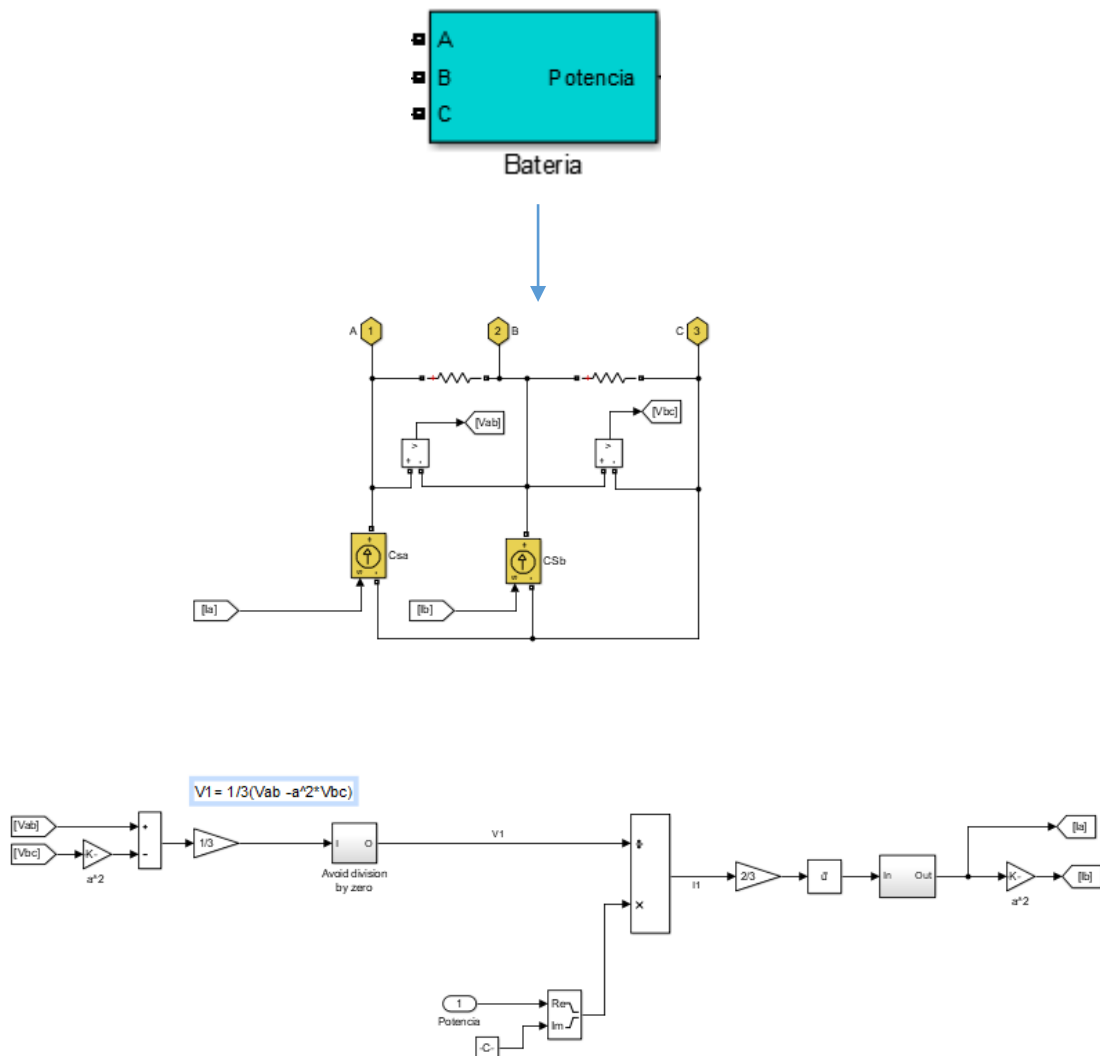 A
B
Potencia
C
Bateria
A 1
2 B
C 3
[Vab]
[Vbc]
v
v
+ -
+ -
+
+
Csa
CSb
-
-
[Ia]
[Ib]
V1 = 1/3(Vab -a^2*Vbc)
[Vab]
+
[Vbc]
-K-
-
a^2
1/3
I O
Avoid division
by zero
V1
÷
×
I1
2/3
In Out
[Ia]
-K-
[Ib]
a^2
1
Potencia
Re
Im
-C-